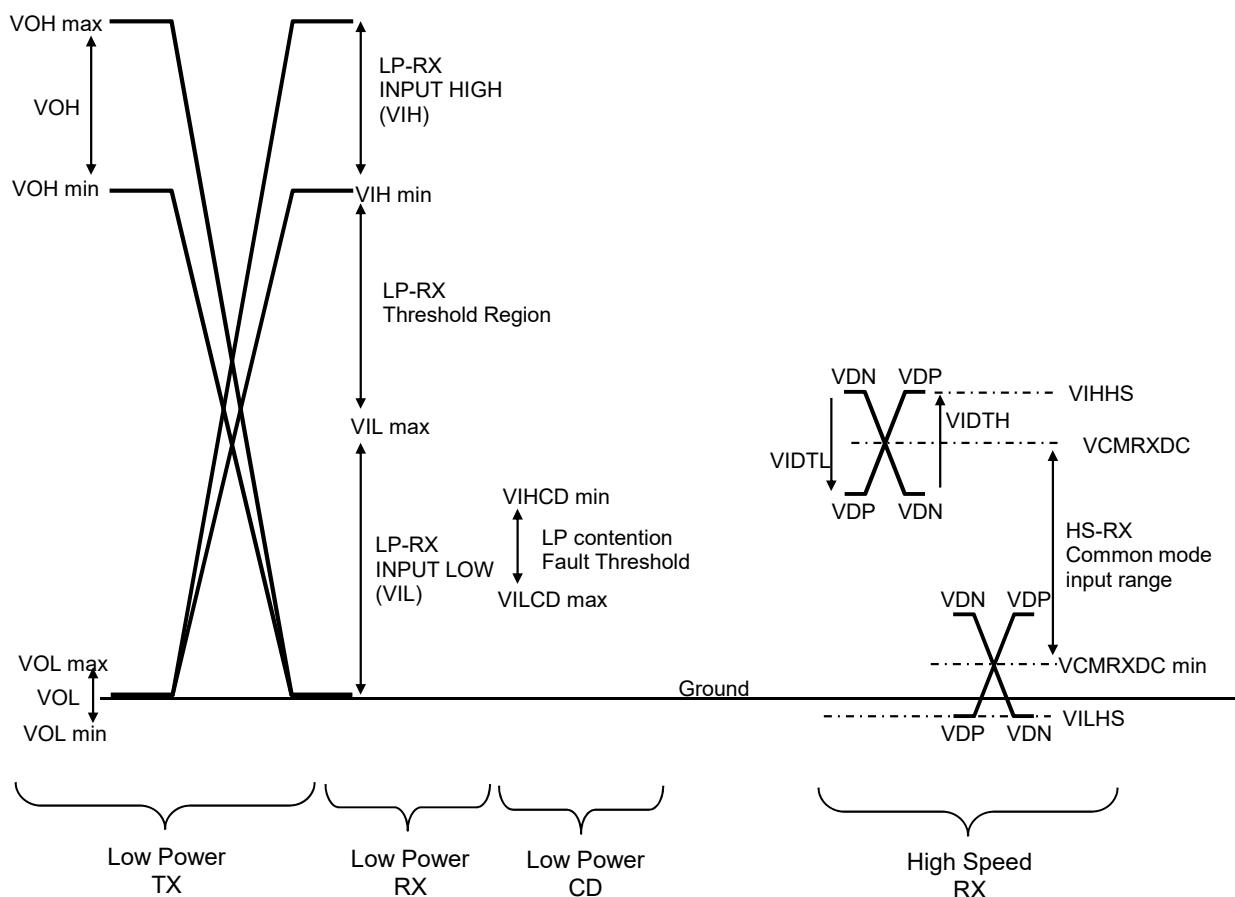 VOH max
VOH
VOH min
LP-RX
INPUT HIGH
(VIH)
VIH min
LP-RX
Threshold Region
VIL max
LP-RX
INPUT LOW
(VIL)
VIHCD min
LP contention
Fault Threshold
VILCD max
VOL max
VOL
VOL min
Ground
VDN
VDP
VIHHS
VIDTH
VCMRXDC
VIDTL
VDP
VDN
HS-RX
Common mode
input range
VDN
VDP
VCMRXDC min
VILHS
VDP
VDN
Low Power
TX
Low Power
RX
Low Power
CD
High Speed
RX